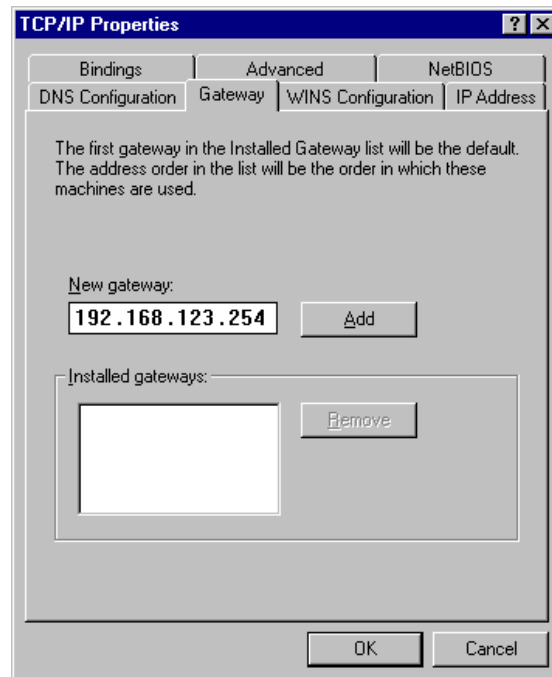 TCP/IP Properties
Bindings
Advanced
NetBIOS
DNS Configuration
Gateway
WINS Configuration
IP Address
The first gateway in the Installed Gateway list will be the default.
The address order in the list will be the order in which these
machines are used.
New gateway:
192.168.123.254
Add
Installed gateways:
Remove
OK
Cancel